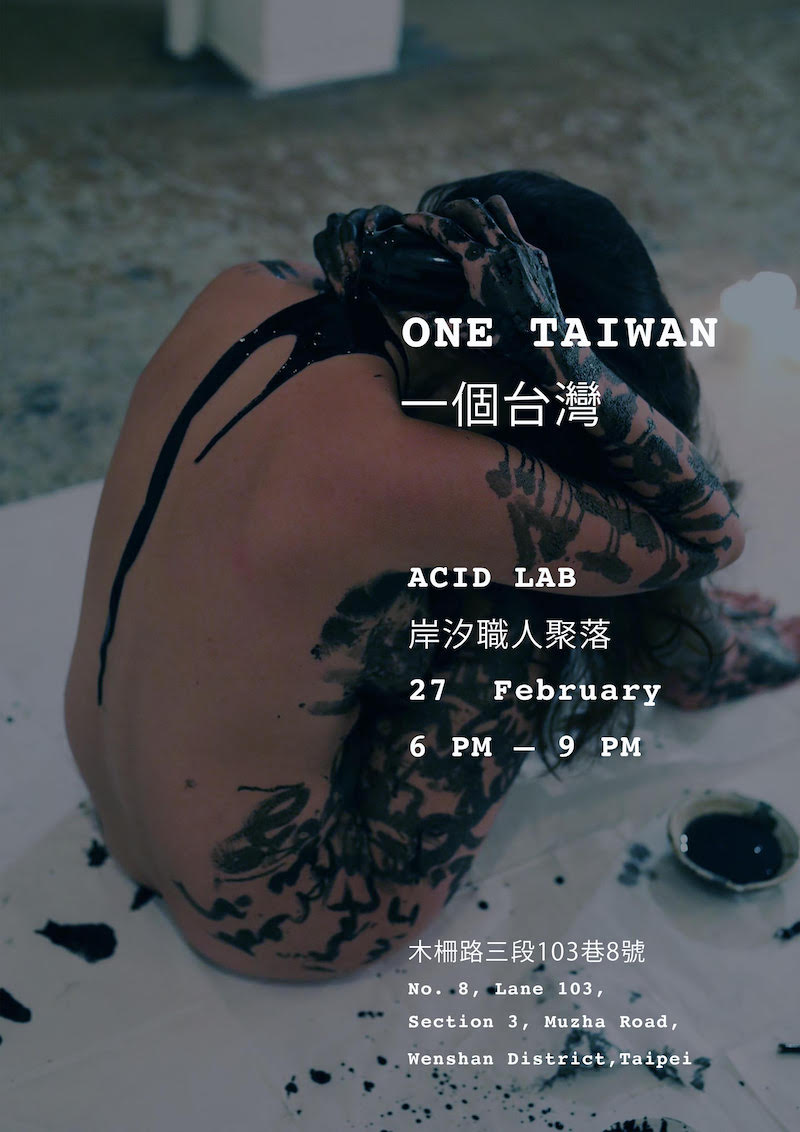 ONE TAIWAN
一個台灣
ACID LAB
岸汐職人聚落
27 February
6 PM — 9 PM
木柵路三段103巷8號
No. 8, Lane 103,
Section 3, Muzha Road,
Wenshan District,Taipei